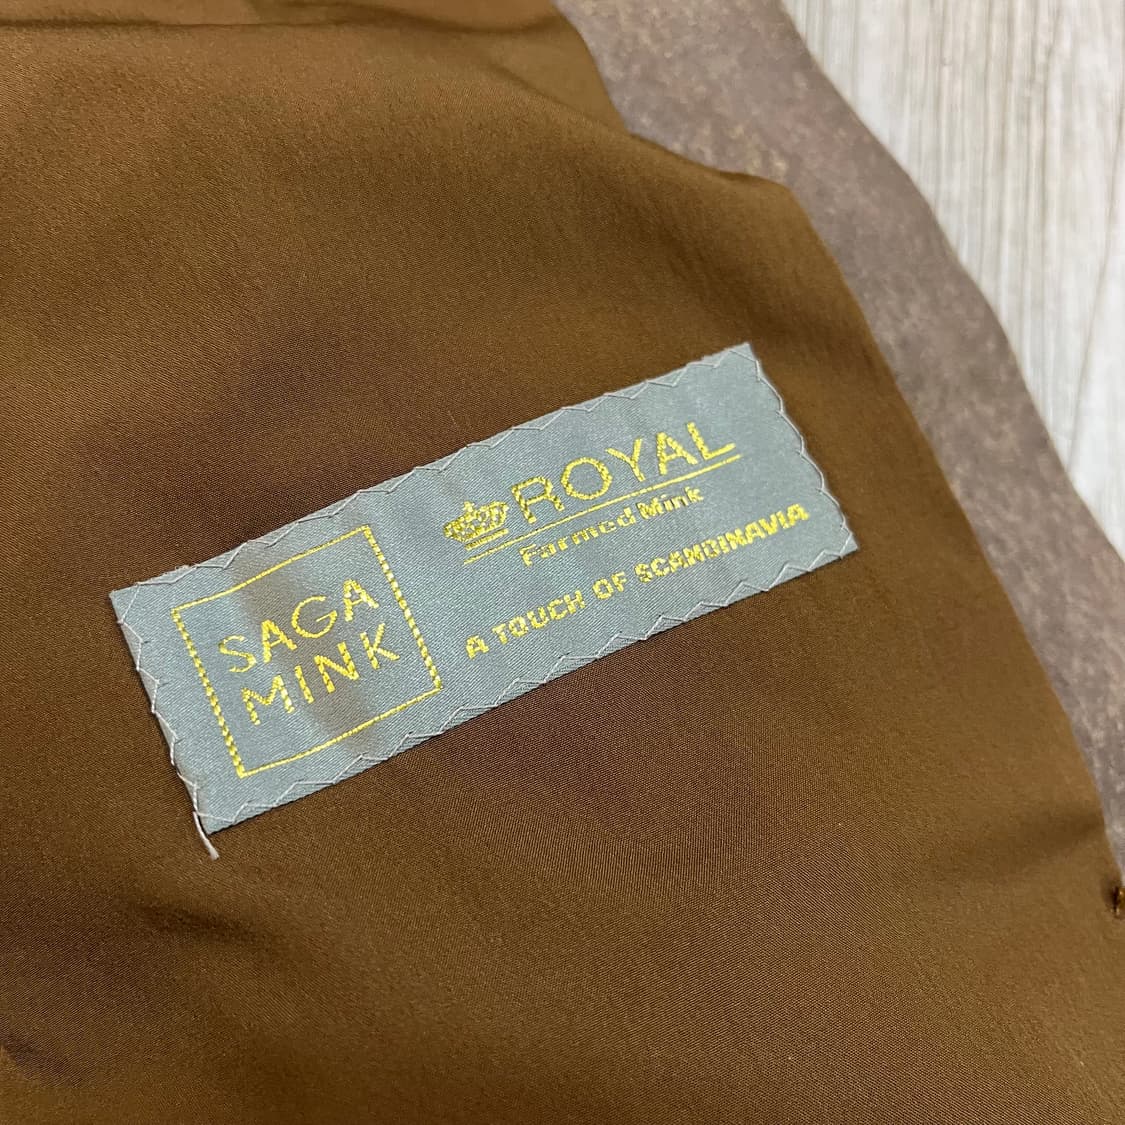 SAGA
MINK
ROYAL
Farmed Mink
A TOUCH OF SCANDINAVIA